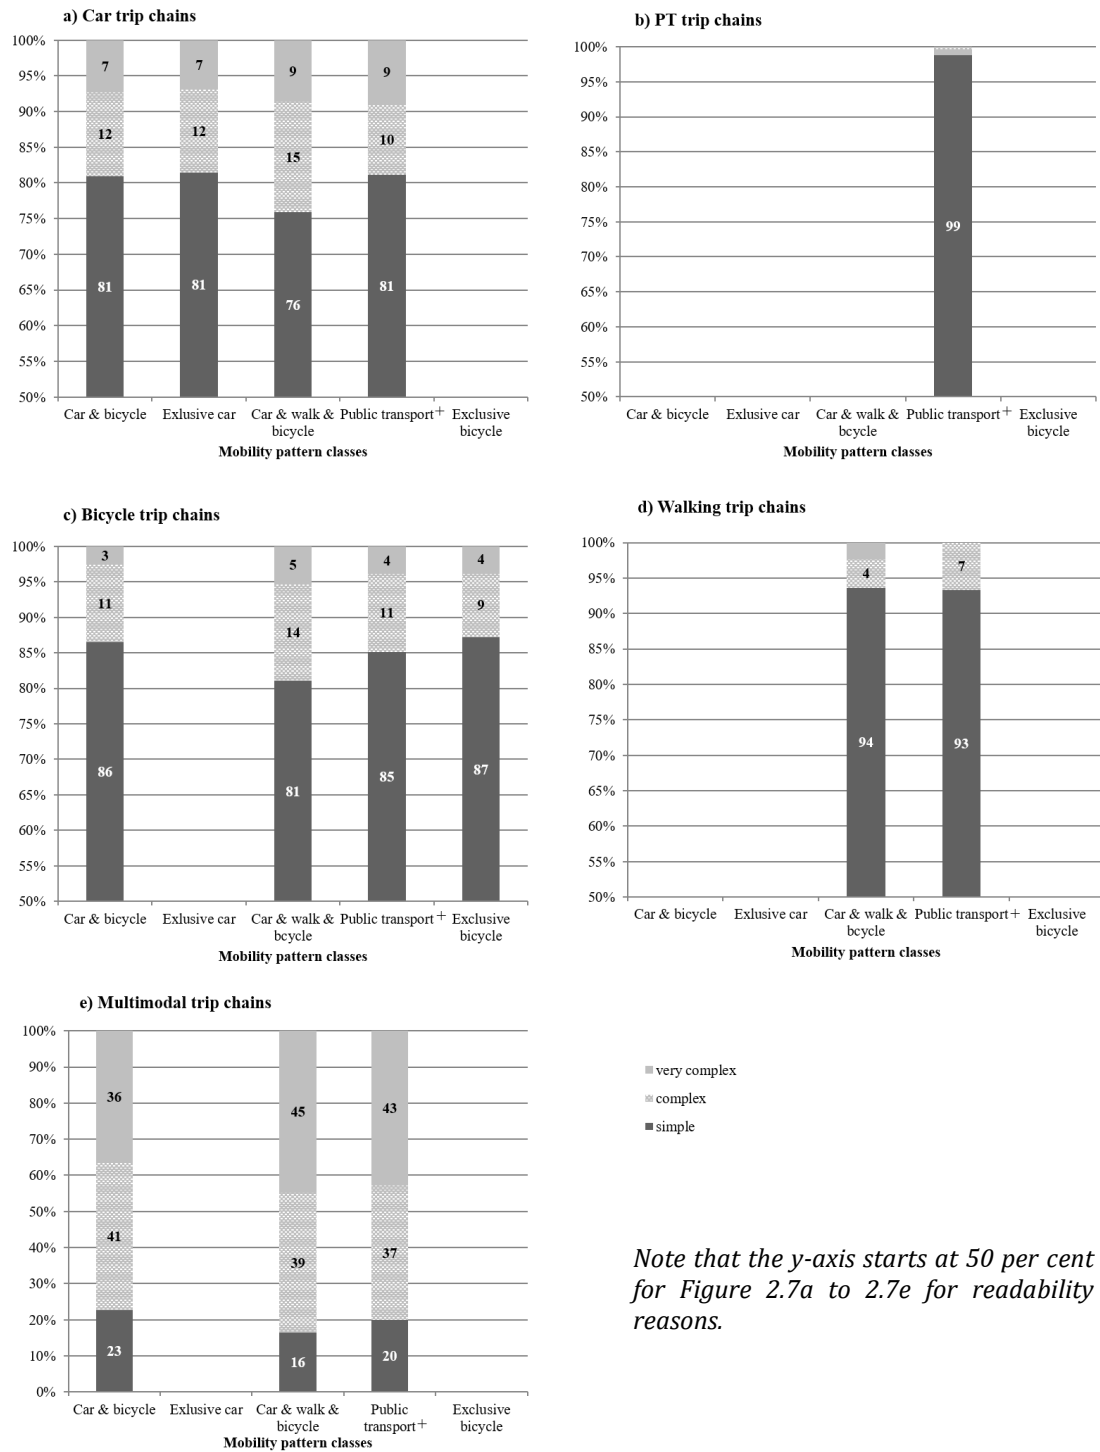 a) Car trip chains
100%
95%
90%
85%
80%
75%
70%
65%
60%
55%
50%
7
12
81
7
12
81
9
15
76
9
10
81
Car & bicycle
Exlusive car
Car & walk &
bicycle
Public transport+
Exclusive
bicycle
Mobility pattern classes
b) PT trip chains
100%
95%
90%
85%
80%
75%
70%
65%
60%
55%
50%
99
Car & bicycle
Exlusive car
Car & walk &
bcycle
Public transport+
Exclusive
bicycle
Mobility pattern classes
c) Bicycle trip chains
100%
95%
90%
85%
80%
75%
70%
65%
60%
55%
50%
3
11
86
5
14
81
4
11
85
4
9
87
Car & bicycle
Exlusive car
Car & walk &
bcycle
Public transport+
Exclusive
bicycle
Mobility pattern classes
d) Walking trip chains
100%
95%
90%
85%
80%
75%
70%
65%
60%
55%
50%
4
94
7
93
Car & bicycle
Exlusive car
Car & walk &
bcycle
Public transport+
Exclusive
bicycle
Mobility pattern classes
e) Multimodal trip chains
100%
90%
80%
70%
60%
50%
40%
30%
20%
10%
0%
36
41
23
45
39
16
43
37
20
Car & bicycle
Exlusive car
Car & walk &
bicycle
Public
transport+
Exclusive
bicycle
Mobility pattern classes
very complex
complex
simple
Note that the y-axis starts at 50 per cent
for Figure 2.7a to 2.7e for readability
reasons.